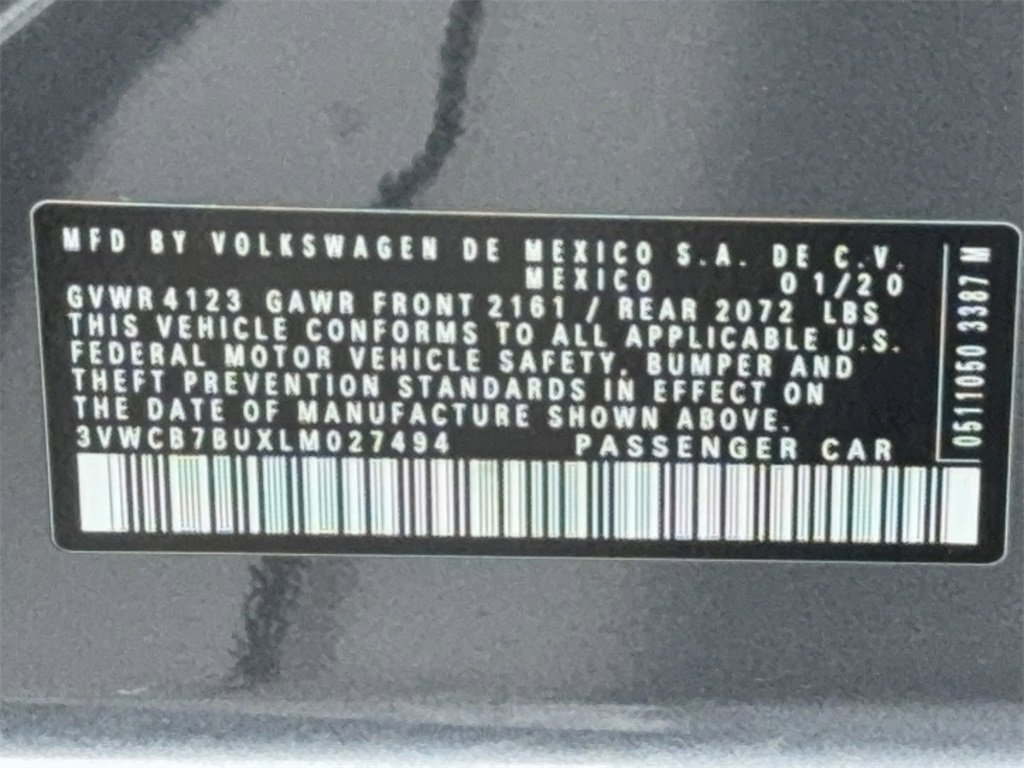 MFD BY VOLKSWAGEN DE MEXICO S.A. DE C.V.
MEXICO 01/20
GVWR 4123 GAWR FRONT 2161 / REAR 2072 LBS
THIS VEHICLE CONFORMS TO ALL APPLICABLE U.S.
FEDERAL MOTOR VEHICLE SAFETY, BUMPER AND
THEFT PREVENTION STANDARDS IN EFFECT ON
THE DATE OF MANUFACTURE SHOWN ABOVE.
3VWCB7BUXLM027494 PASSENGER CAR
0511050 3387 M